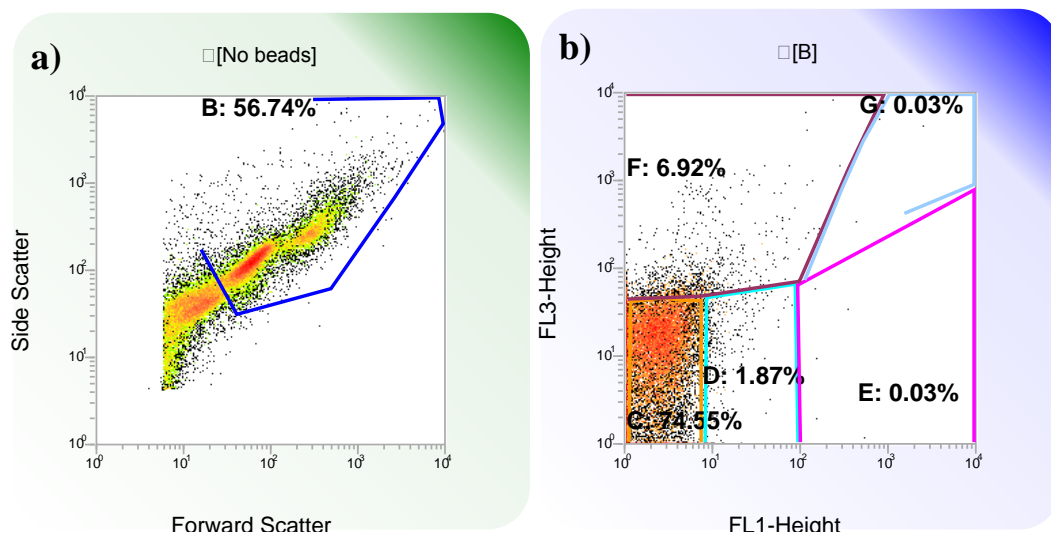 a)
□[No beads]
B: 56.74%
10⁴
10³
10²
10¹
10⁰
10⁰ 10¹ 10² 10³ 10⁴
Side Scatter
Forward Scatter
b)
□[B]
G: 0.03%
F: 6.92%
D: 1.87%
E: 0.03%
C: 74.55%
10⁴
10³
10²
10¹
10⁰
10⁰ 10¹ 10² 10³ 10⁴
FL3-Height
FL1-Height